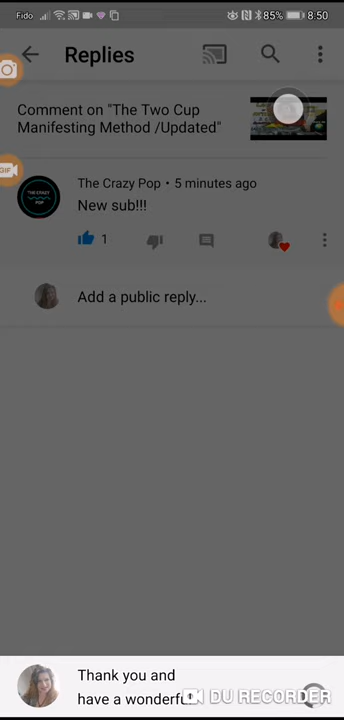 Fido
85% 8.50
Replies
Comment on "The Two Cup
Manifesting Method /Updated"
The Crazy Pop • 5 minutes ago
New sub!!!
THE CRAZY
POP
1
Add a public reply...
GIF
Thank you and
have a wonderful
DU RECORDER